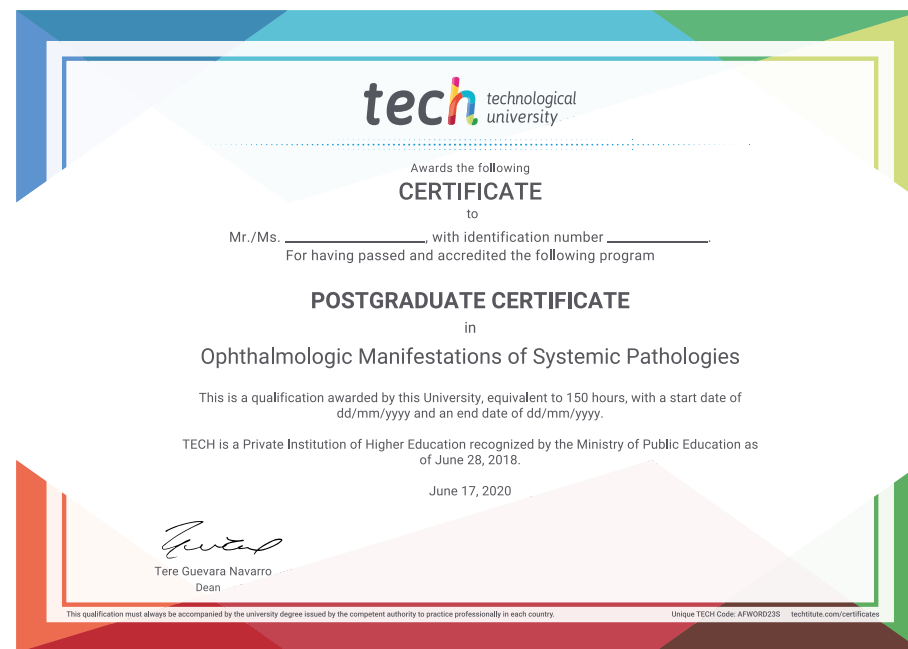 tech technological
university
Awards the following
CERTIFICATE
to
Mr./Ms. ____________, with identification number ____________.
For having passed and accredited the following program
POSTGRADUATE CERTIFICATE
in
Ophthalmologic Manifestations of Systemic Pathologies
This is a qualification awarded by this University, equivalent to 150 hours, with a start date of
dd/mm/yyyy and an end date of dd/mm/yyyy.
TECH is a Private Institution of Higher Education recognized by the Ministry of Public Education as
of June 28, 2018.
June 17, 2020
Tere Guevara Navarro
Dean
This qualification must always be accompanied by the university degree issued by the competent authority to practice professionally in each country.
Unique TECH Code: AFWORD23S techtitute.com/certificates